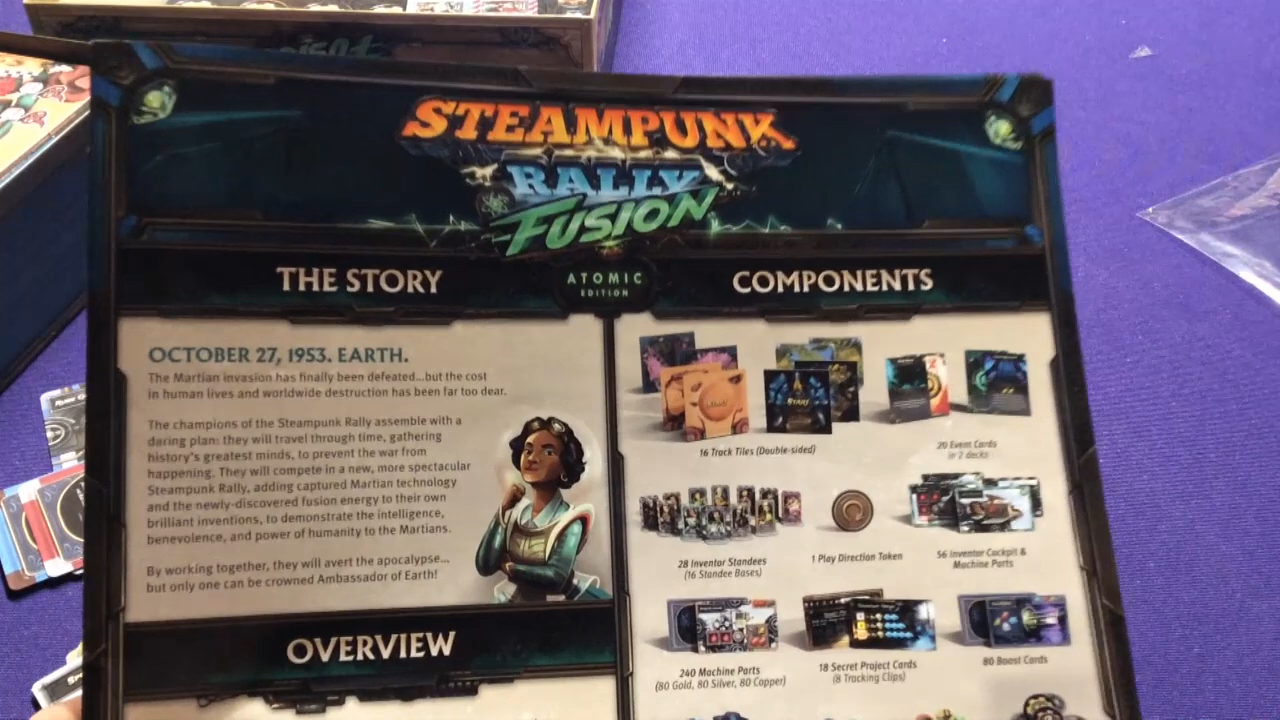 STEAMPUNK
RALLY
FUSION
ATOMIC
EDITION
THE STORY
OCTOBER 27, 1953. EARTH.
The Martian invasion has finally been defeated...but the cost
in human lives and worldwide destruction has been far too dear.
The champions of the Steampunk Rally assemble with a
daring plan: they will travel through time, gathering
history's greatest minds, to prevent the war from
happening. They will compete in a new, more spectacular
Steampunk Rally, adding captured Martian technology
and the newly-discovered fusion energy to their own
brilliant inventions, to demonstrate the intelligence,
benevolence, and power of humanity to the Martians.
By working together, they will avert the apocalypse...
but only one can be crowned Ambassador of Earth!
OVERVIEW
COMPONENTS
START
16 Track Tiles (Double-sided)
20 Event Cards
in 2 decks
28 Inventor Standees
(16 Standee Bases)
1 Play Direction Token
56 Inventor Cockpit &
Machine Parts
240 Machine Parts
(80 Gold, 80 Silver, 80 Copper)
18 Secret Project Cards
(8 Tracking Clips)
80 Boost Cards